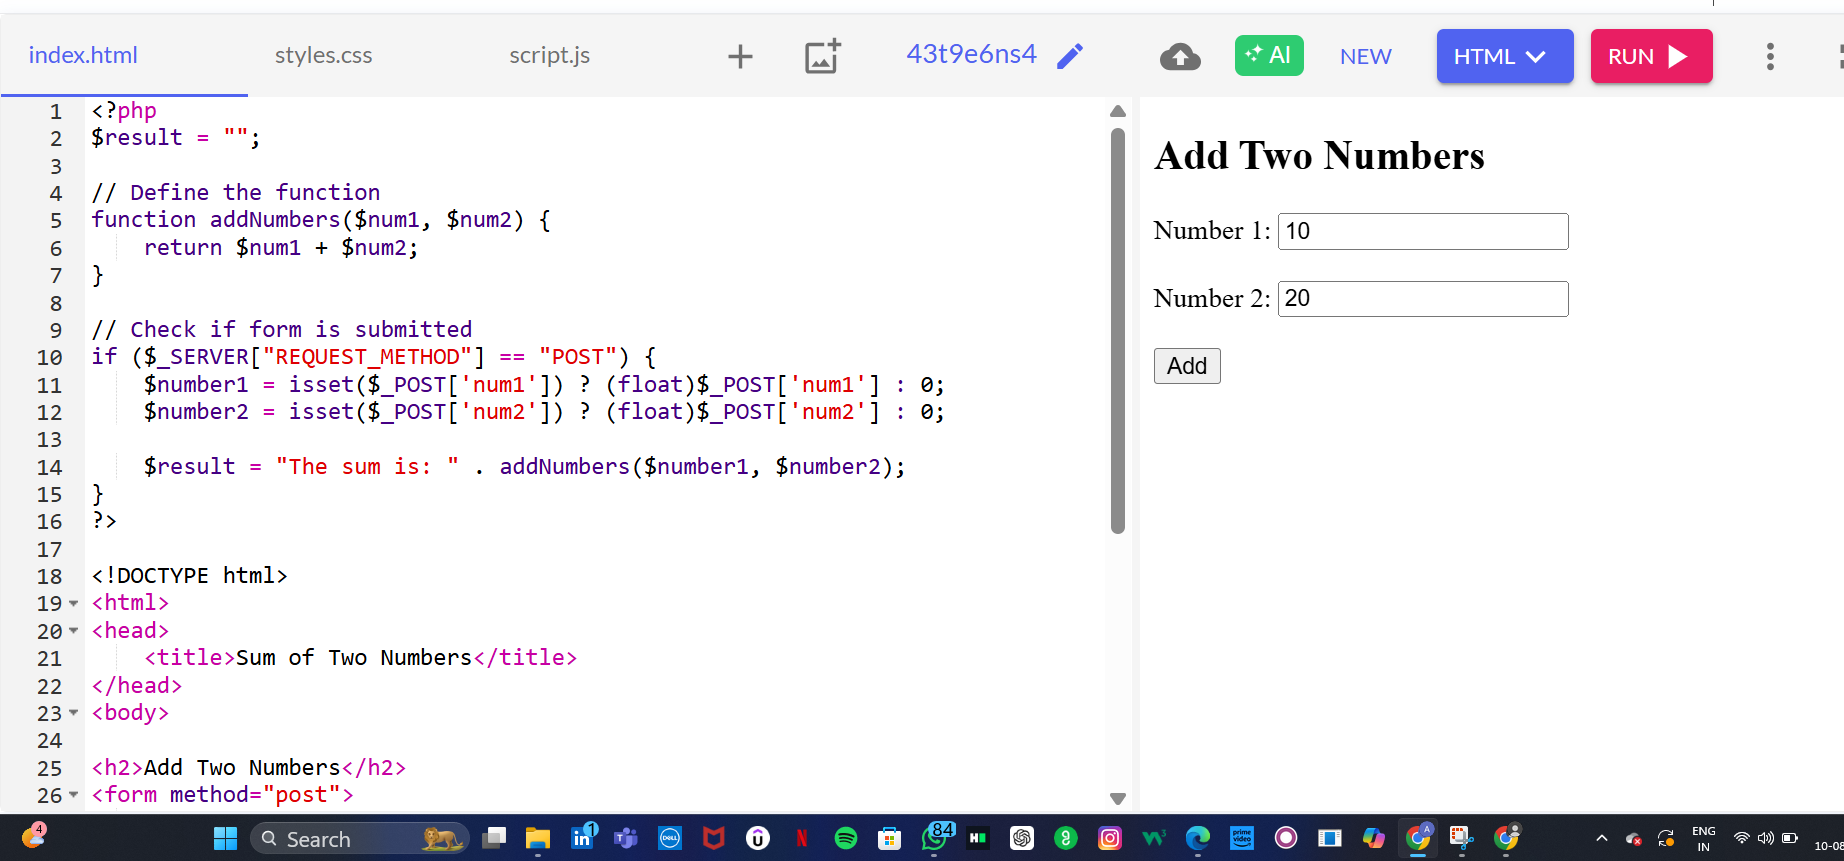 index.html styles.css script.js 43t9e6ns4 AI NEW HTML RUN
1 <?php
2 $result = "";
3
4 // Define the function
5 function addNumbers($num1, $num2) {
6 return $num1 + $num2;
7 }
8
9 // Check if form is submitted
10 if ($_SERVER["REQUEST_METHOD"] == "POST") {
11 $number1 = isset($_POST['num1']) ? (float)$_POST['num1'] : 0;
12 $number2 = isset($_POST['num2']) ? (float)$_POST['num2'] : 0;
13
14 $result = "The sum is: " . addNumbers($number1, $number2);
15 }
16 ?>
17
18 <!DOCTYPE html>
19 <html>
20 <head>
21 <title>Sum of Two Numbers</title>
22 </head>
23 <body>
24
25 <h2>Add Two Numbers</h2>
26 <form method="post">
Add Two Numbers
Number 1: 10
Number 2: 20
Add
4
Search
1
84
DELL
prime video
ENG
IN
10-08